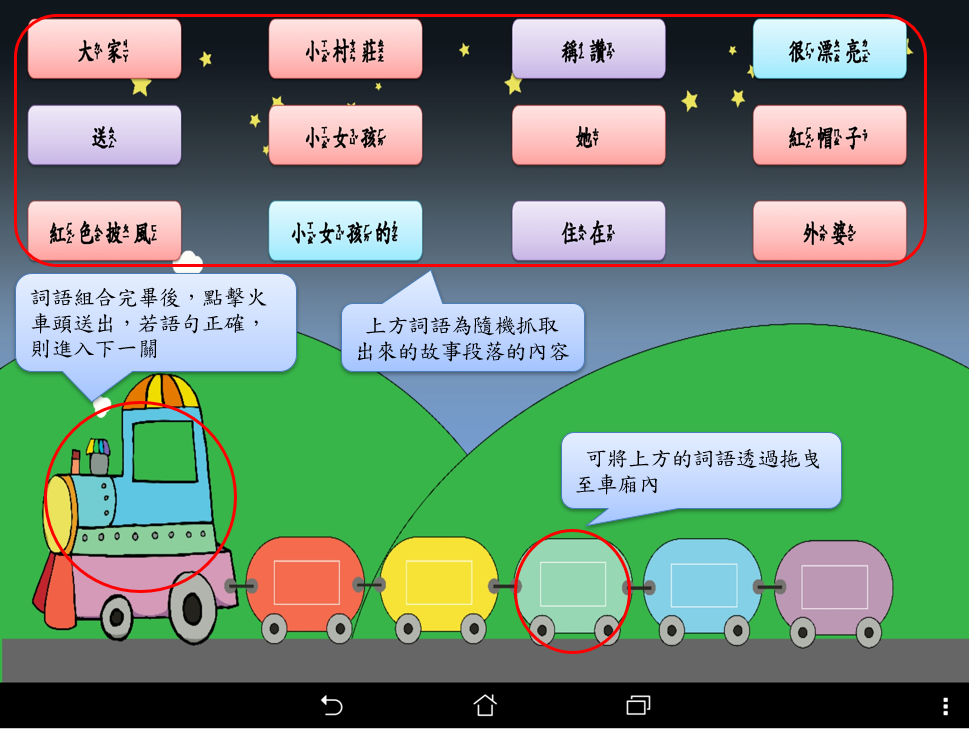 大家 小村莊 稱讚 很漂亮
送 小女孩 她 紅帽子
紅色披風 小女孩的 住在 外婆
詞語組合完畢後，點擊火
車頭送出，若語句正確，
則進入下一關
上方詞語為隨機抓取
出來的故事段落的內容
可將上方的詞語透過拖曳
至車廂內